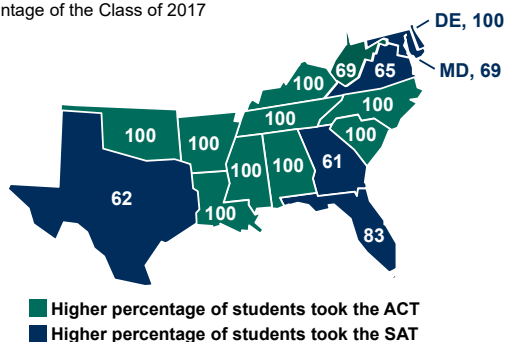 ntage of the Class of 2017
DE, 100
69
65
MD, 69
100
100
100
100
100
100
100
100
61
62
100
83
Higher percentage of students took the ACT
Higher percentage of students took the SAT